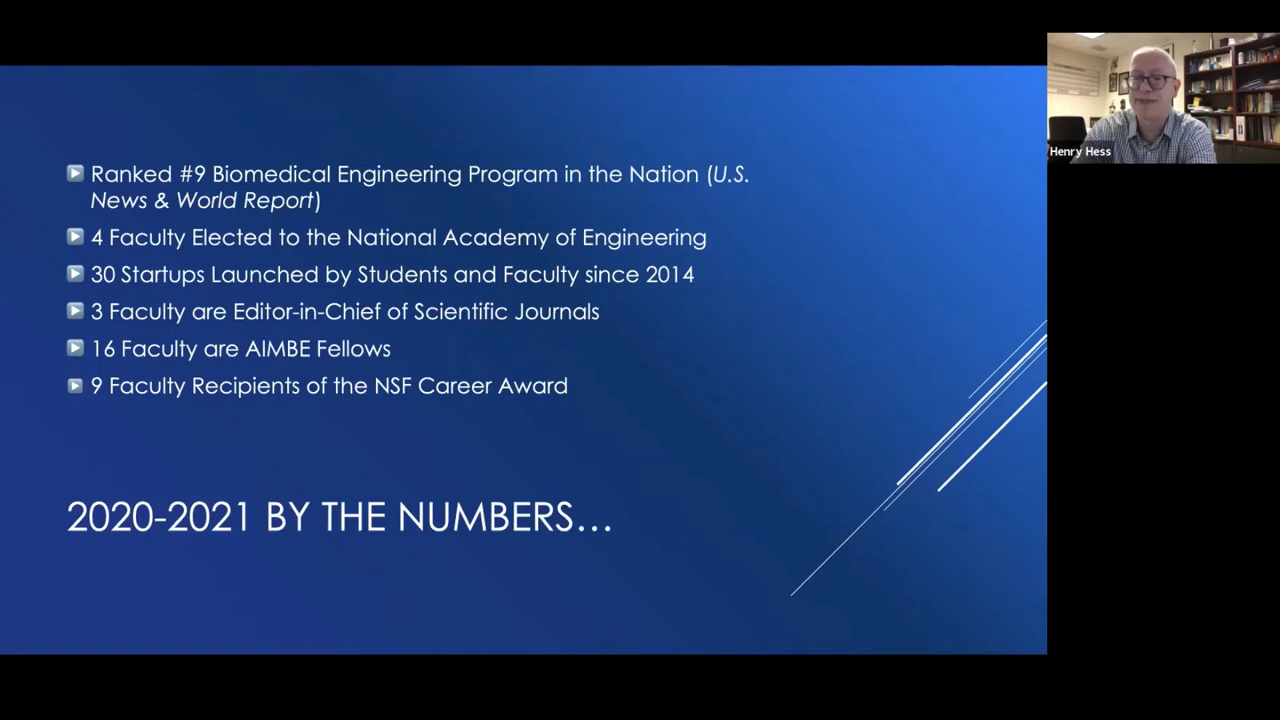 Ranked #9 Biomedical Engineering Program in the Nation (U.S.
News & World Report)
4 Faculty Elected to the National Academy of Engineering
30 Startups Launched by Students and Faculty since 2014
3 Faculty are Editor-in-Chief of Scientific Journals
16 Faculty are AIMBE Fellows
9 Faculty Recipients of the NSF Career Award
2020-2021 BY THE NUMBERS…
Henry Hess